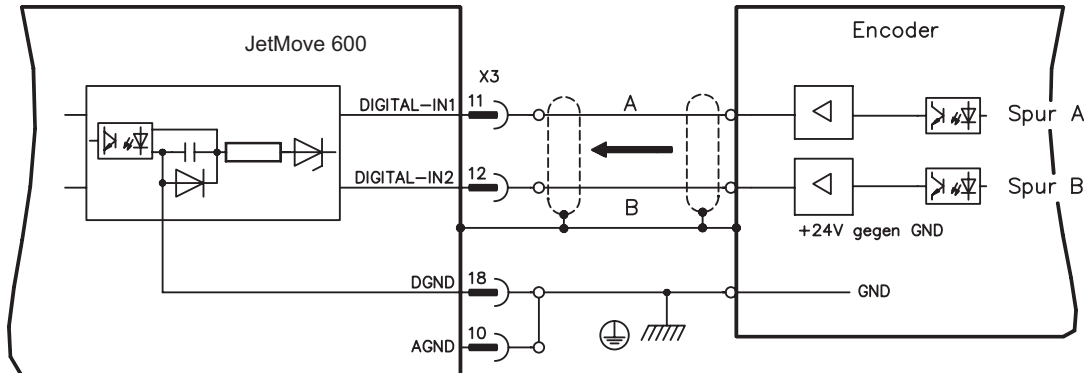 JetMove 600
Encoder
X3
DIGITAL-IN1
11
A
Spur A
DIGITAL-IN2
12
B
Spur B
+24V gegen GND
DGND
18
GND
AGND
10